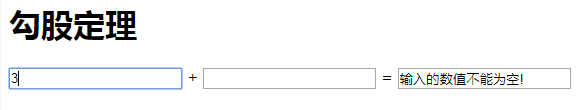 勾股定理
3 + = 输入的数值不能为空!